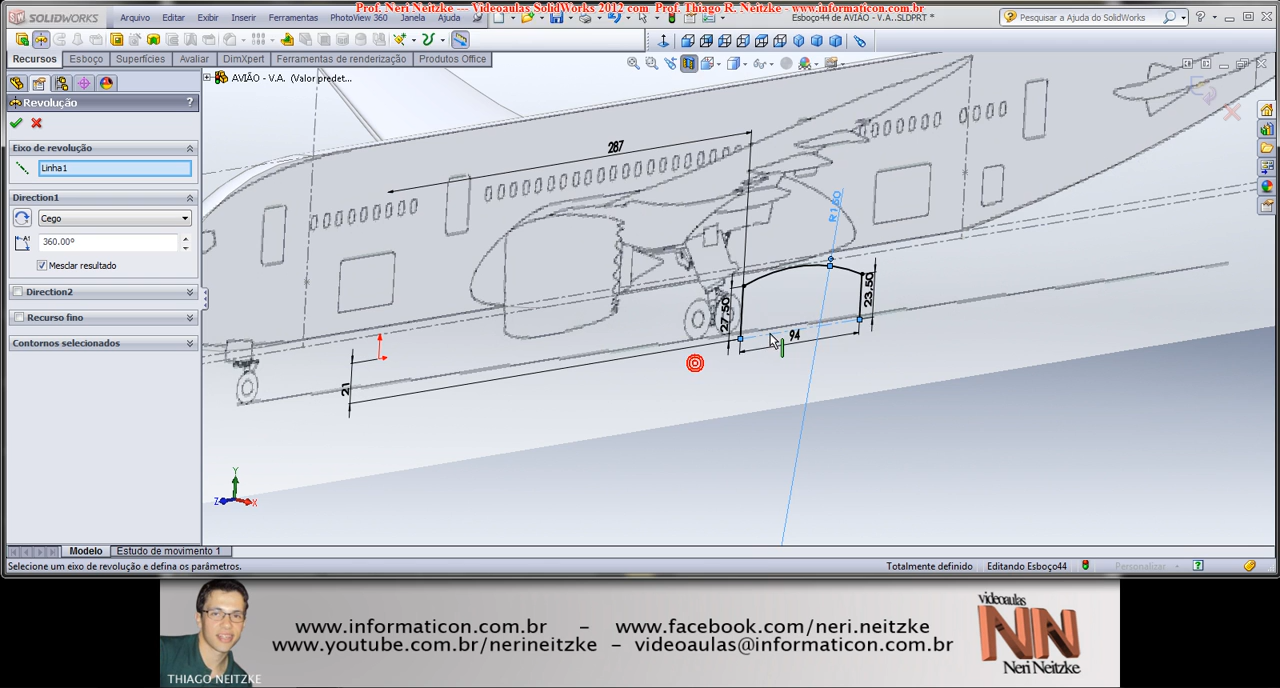 Prof. Neri Neitzke --- Videoaulas SolidWorks 2012 com Prof. Thiago R. Neitzke - www.informaticon.com.br
SOLIDWORKS
Arquivo Editar Exibir Inserir Ferramentas PhotoView 360 Janela Ajuda
Esboço44 de AVIÃO - V.A..SLDPRT *
Pesquisar a Ajuda do SolidWorks
Recursos Esboço Superfícies Avaliar DimXpert Ferramentas de renderização Produtos Office
AVIÃO - V.A. (Valor predet...
Revolução ?
Eixo de revolução
Linha1
Direction1
Cego
360.00°
Mesclar resultado
Direction2
Recurso fino
Contornos selecionados
287
27.50
94
23.50
21
Y
Z
X
Modelo Estudo de movimento 1
Selecione um eixo de revolução e defina os parâmetros.
Totalmente definido Editando Esboço44 Personalizar
www.informaticon.com.br - www.facebook.com/neri.neitzke
www.youtube.com.br/nerineitzke - videoaulas@informaticon.com.br
THIAGO NEITZKE
videoaulas
NN
Neri Neitzke